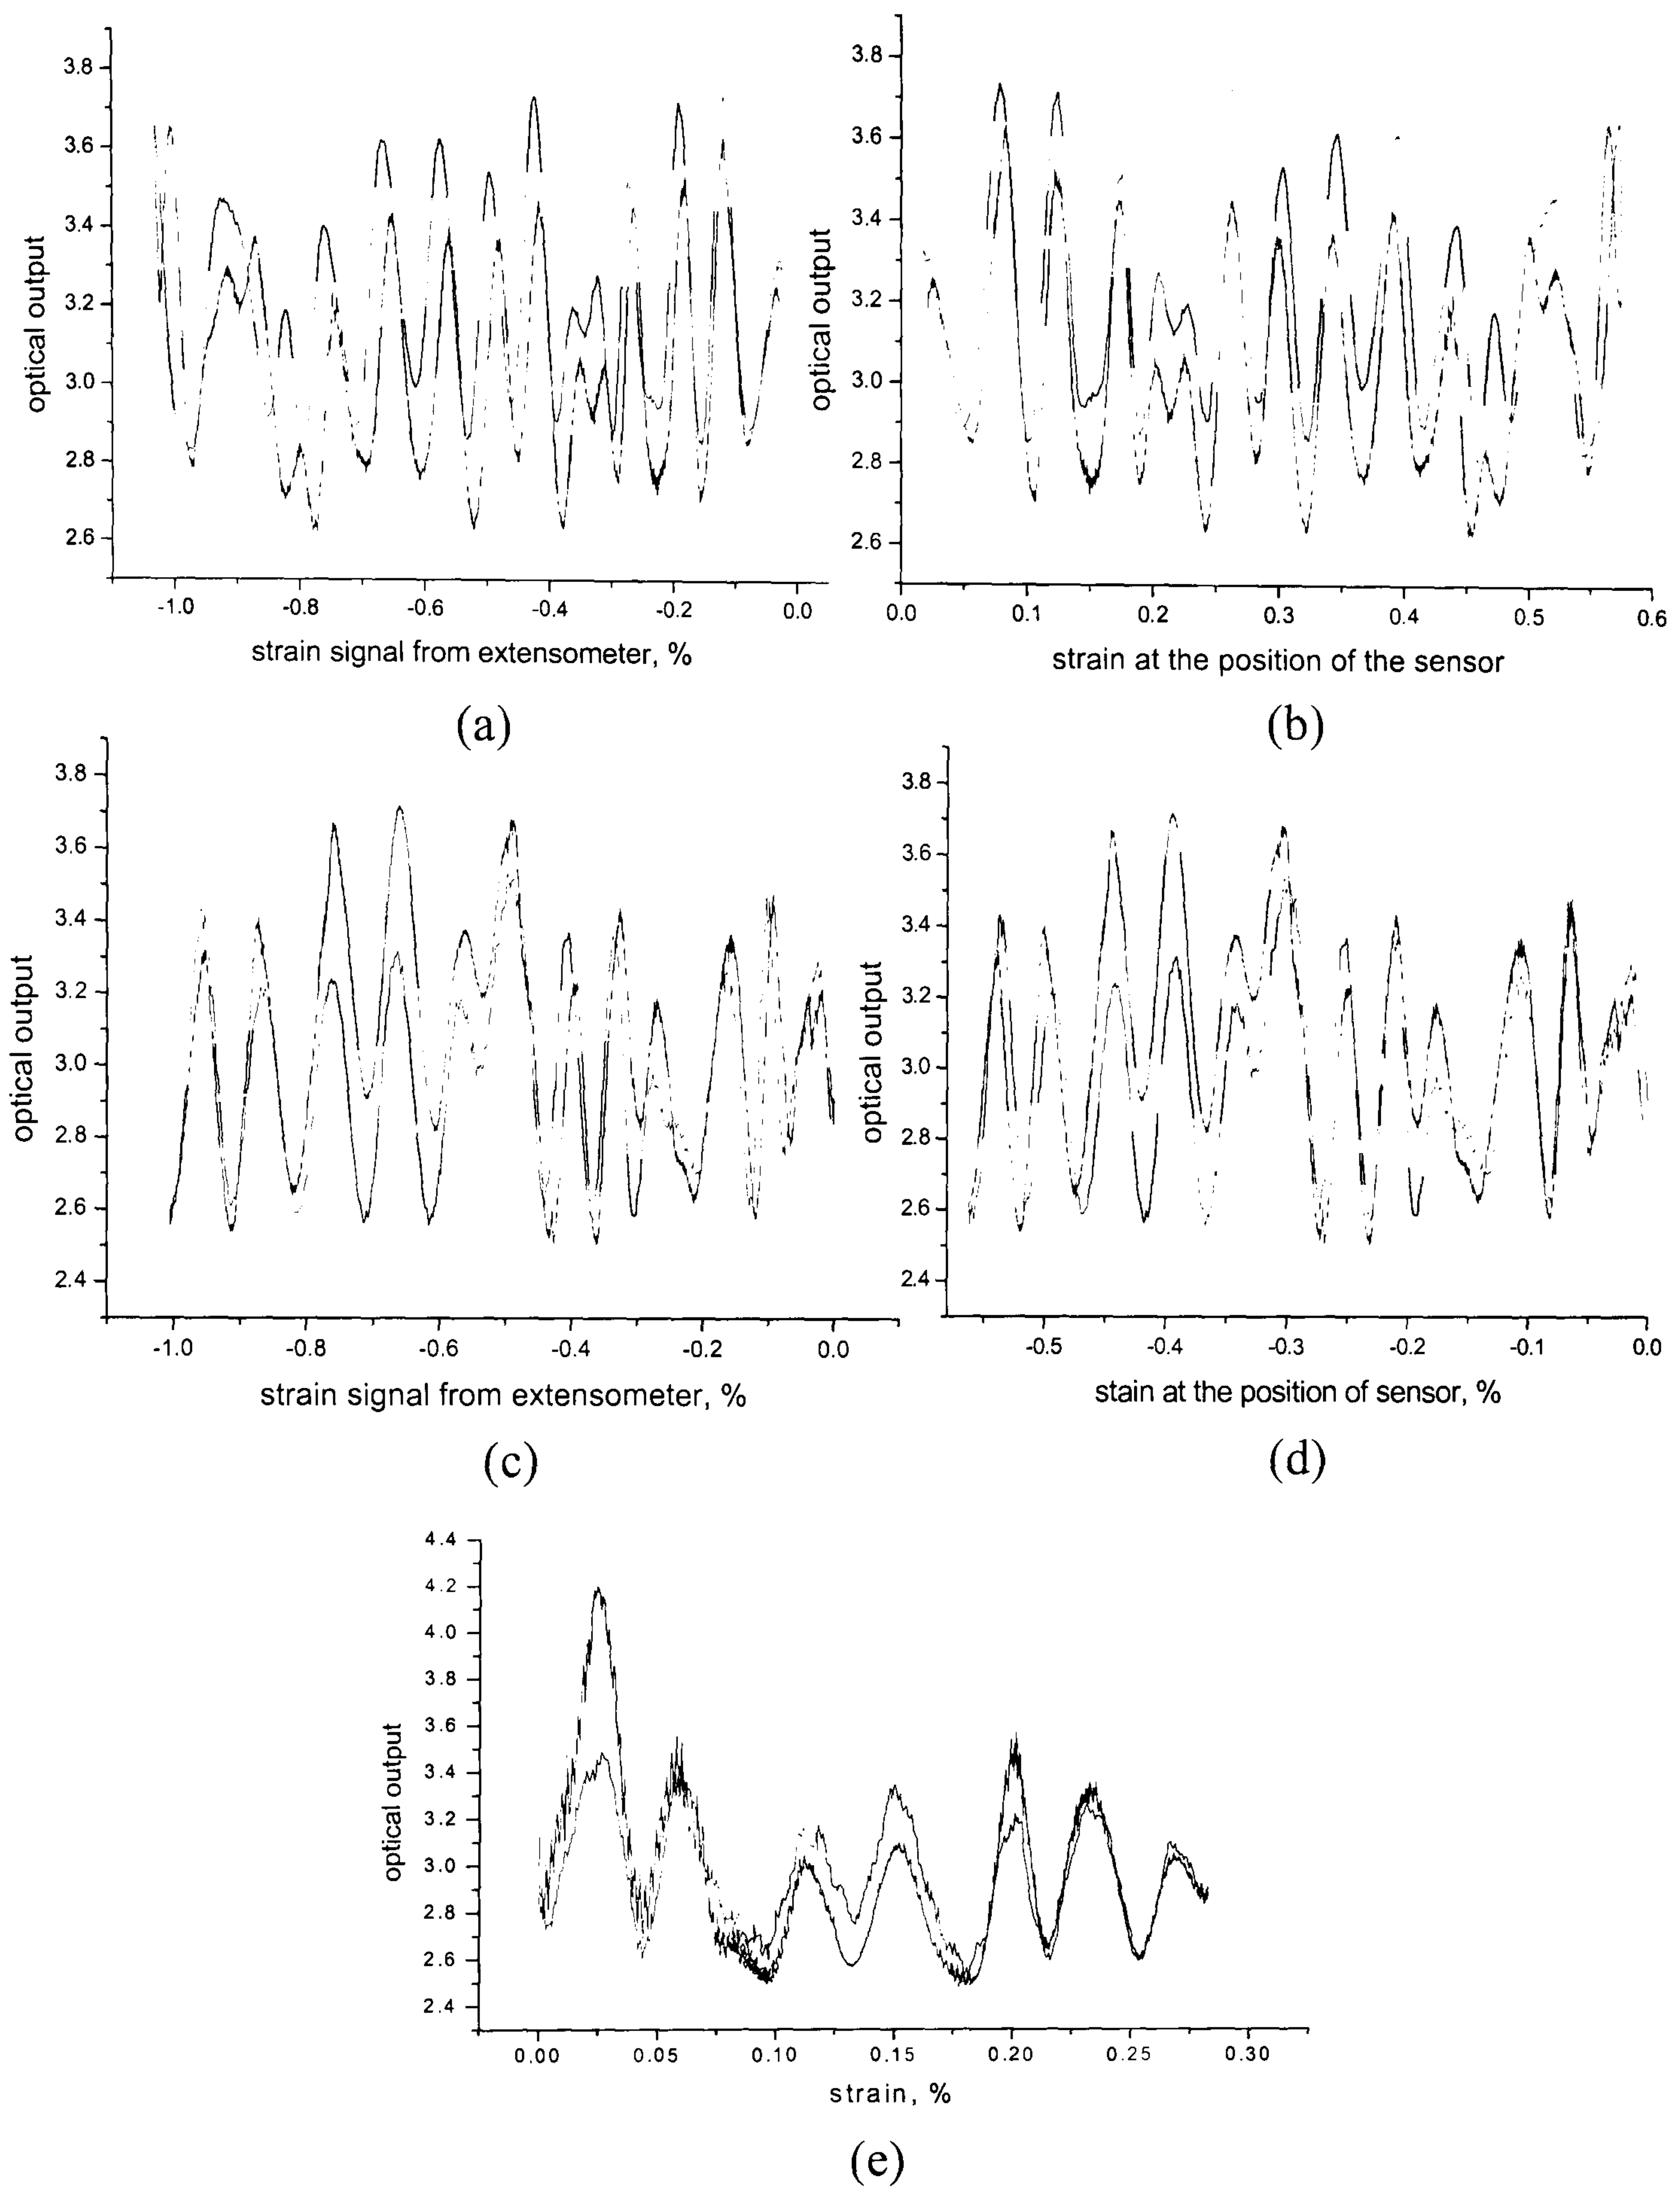 3.8
3.6
3.4
3.2
3.0
2.8
2.6
optical output
-1.0 -0.8 -0.6 -0.4 -0.2 0.0
strain signal from extensometer, %
(a)
3.8
3.6
3.4
3.2
3.0
2.8
2.6
optical output
0.0 0.1 0.2 0.3 0.4 0.5 0.6
strain at the position of the sensor
(b)
3.8
3.6
3.4
3.2
3.0
2.8
2.6
2.4
optical output
-1.0 -0.8 -0.6 -0.4 -0.2 0.0
strain signal from extensometer, %
(c)
3.8
3.6
3.4
3.2
3.0
2.8
2.6
2.4
optical output
-0.5 -0.4 -0.3 -0.2 -0.1 0.0
stain at the position of sensor, %
(d)
4.4
4.2
4.0
3.8
3.6
3.4
3.2
3.0
2.8
2.6
2.4
optical output
0.00 0.05 0.10 0.15 0.20 0.25 0.30
strain, %
(e)